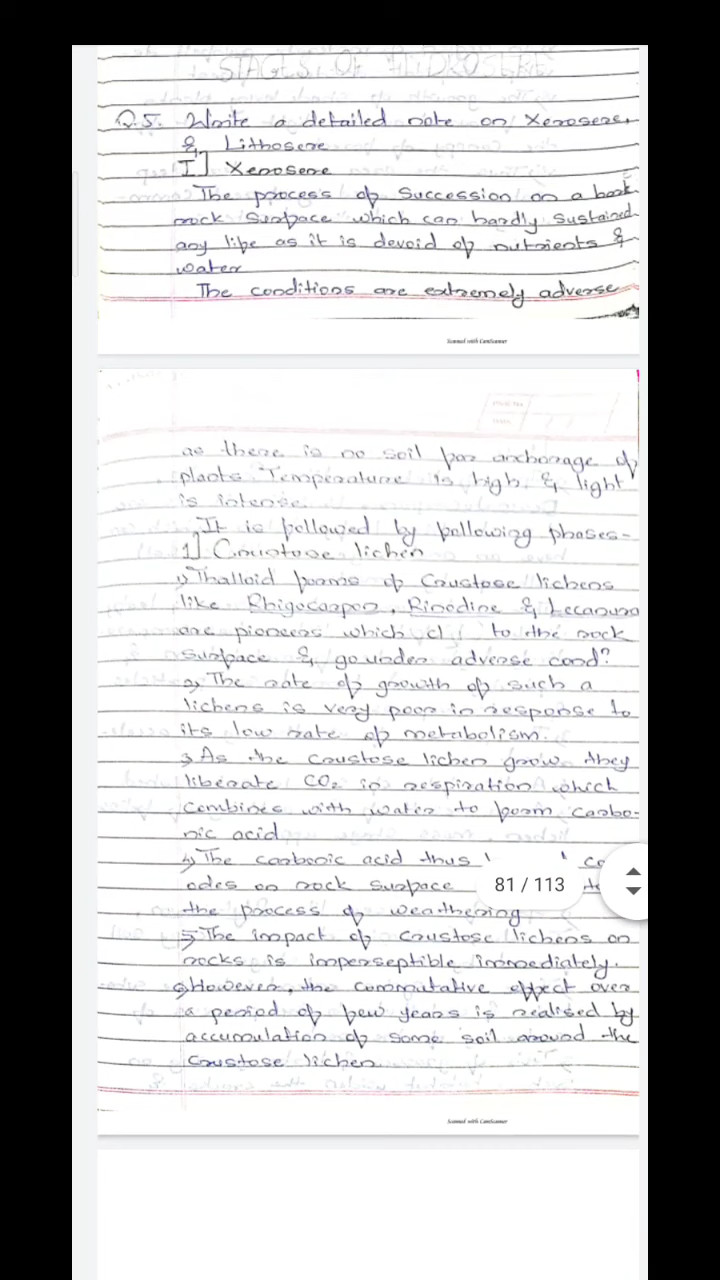 STAGES OF HYDROSERE
Q.5. Write a detailed note on Xerosere,
& Lithosere
I] Xerosere
The process of Succession on a bare
rock surface which can hardly sustained
any life as it is devoid of nutrients &
water
The conditions are extremely adverse
Scanned with CamScanner
as there is no soil for anchorage of
plants Temperature is high & light
is intense.
It is followed by following phases-
1] Crustose lichen
1) Thalloid forms of Crustose lichens
like Rhigocarpon, Rinodine & Lecanura
are pioneers which to the rock
surface & go under adverse cond?
2) The rate of growth of such a
lichens is very poor in response to
its low rate of metabolism.
3) As the crustose lichen grow they
liberate CO₂ in respiration which
combines with water to form carbo-
nic acid
4) The carbonic acid thus
odes on rock surface
81 / 113
the process of weathering
5) The impact of crustose lichens on
rocks is imperseptible immediately.
6) However, the commutative effect over
a period of few years is realised by
accumulation of some soil around the
Crustose lichen
Scanned with CamScanner